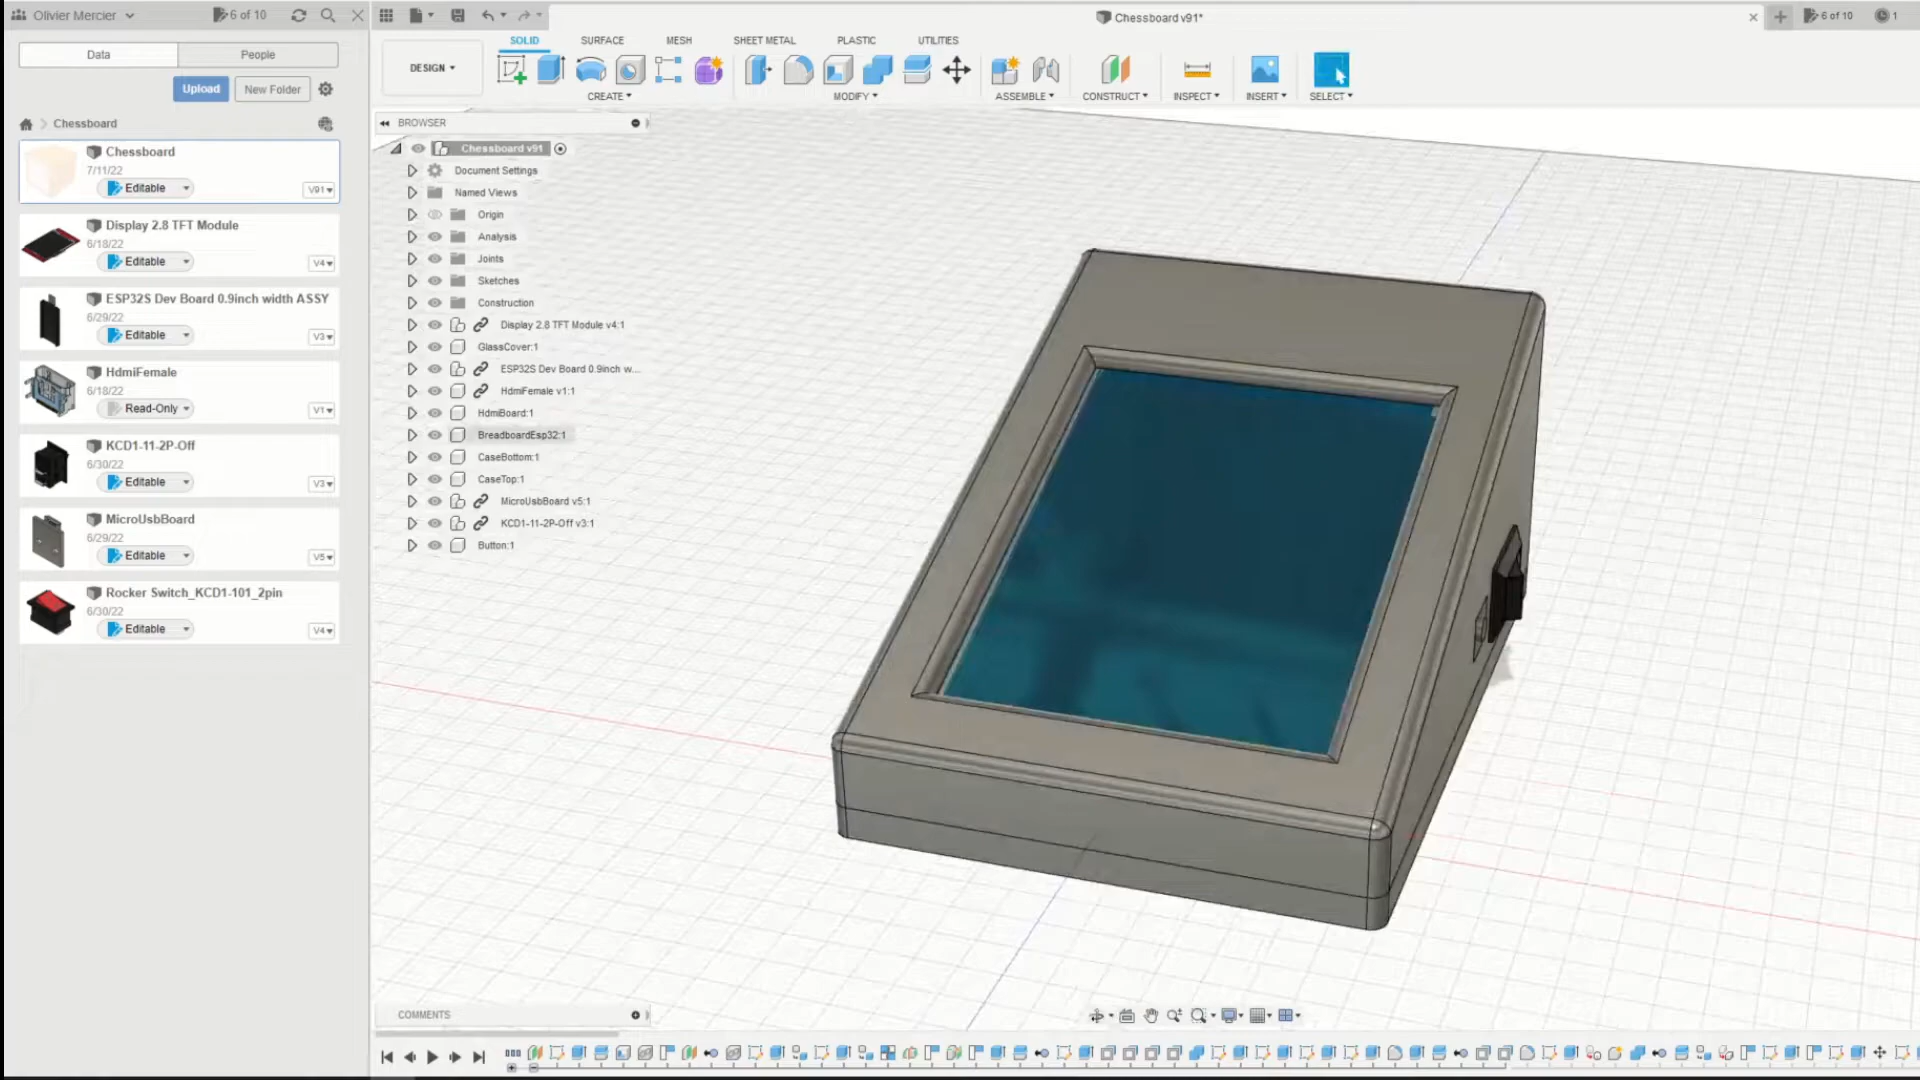 Olivier Mercier
6 of 10
Chessboard v91*
6 of 10
1
Data
People
SOLID
SURFACE
MESH
SHEET METAL
PLASTIC
UTILITIES
DESIGN
CREATE
MODIFY
ASSEMBLE
CONSTRUCT
INSPECT
INSERT
SELECT
Upload
New Folder
Chessboard
Chessboard
7/11/22
Editable
V91
Display 2.8 TFT Module
6/18/22
Editable
V4
ESP32S Dev Board 0.9inch width ASSY
6/29/22
Editable
V3
HdmiFemale
6/18/22
Read-Only
V1
KCD1-11-2P-Off
6/30/22
Editable
V3
MicroUsbBoard
6/29/22
Editable
V5
Rocker Switch_KCD1-101_2pin
6/30/22
Editable
V4
BROWSER
Chessboard v91
Document Settings
Named Views
Origin
Analysis
Joints
Sketches
Construction
Display 2.8 TFT Module v4:1
GlassCover:1
ESP32S Dev Board 0.9inch w...
HdmiFemale v1:1
HdmiBoard:1
BreadboardEsp32:1
CaseBottom:1
CaseTop:1
MicroUsbBoard v5:1
KCD1-11-2P-Off v3:1
Button:1
COMMENTS